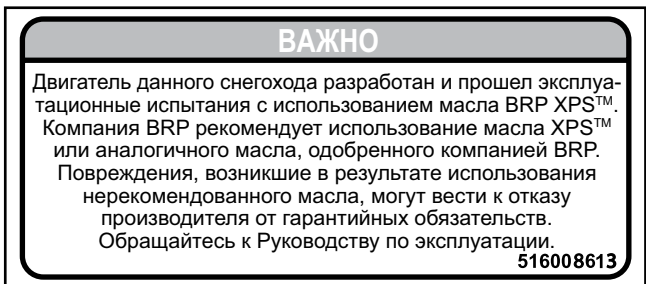 ВАЖНО
Двигатель данного снегохода разработан и прошел эксплуа-
тационные испытания с использованием масла BRP XPS™.
Компания BRP рекомендует использование масла XPS™
или аналогичного масла, одобренного компанией BRP.
Повреждения, возникшие в результате использования
нерекомендованного масла, могут вести к отказу
производителя от гарантийных обязательств.
Обращайтесь к Руководству по эксплуатации.
516008613